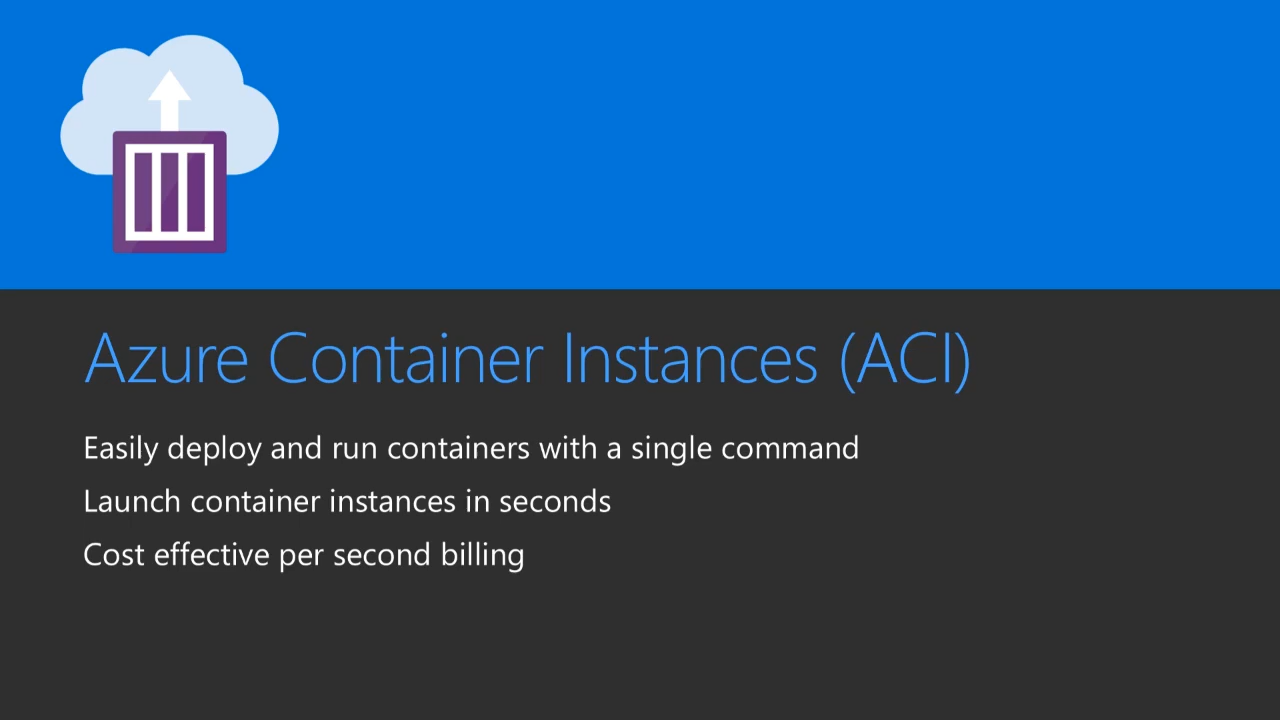 Azure Container Instances (ACI)
Easily deploy and run containers with a single command
Launch container instances in seconds
Cost effective per second billing